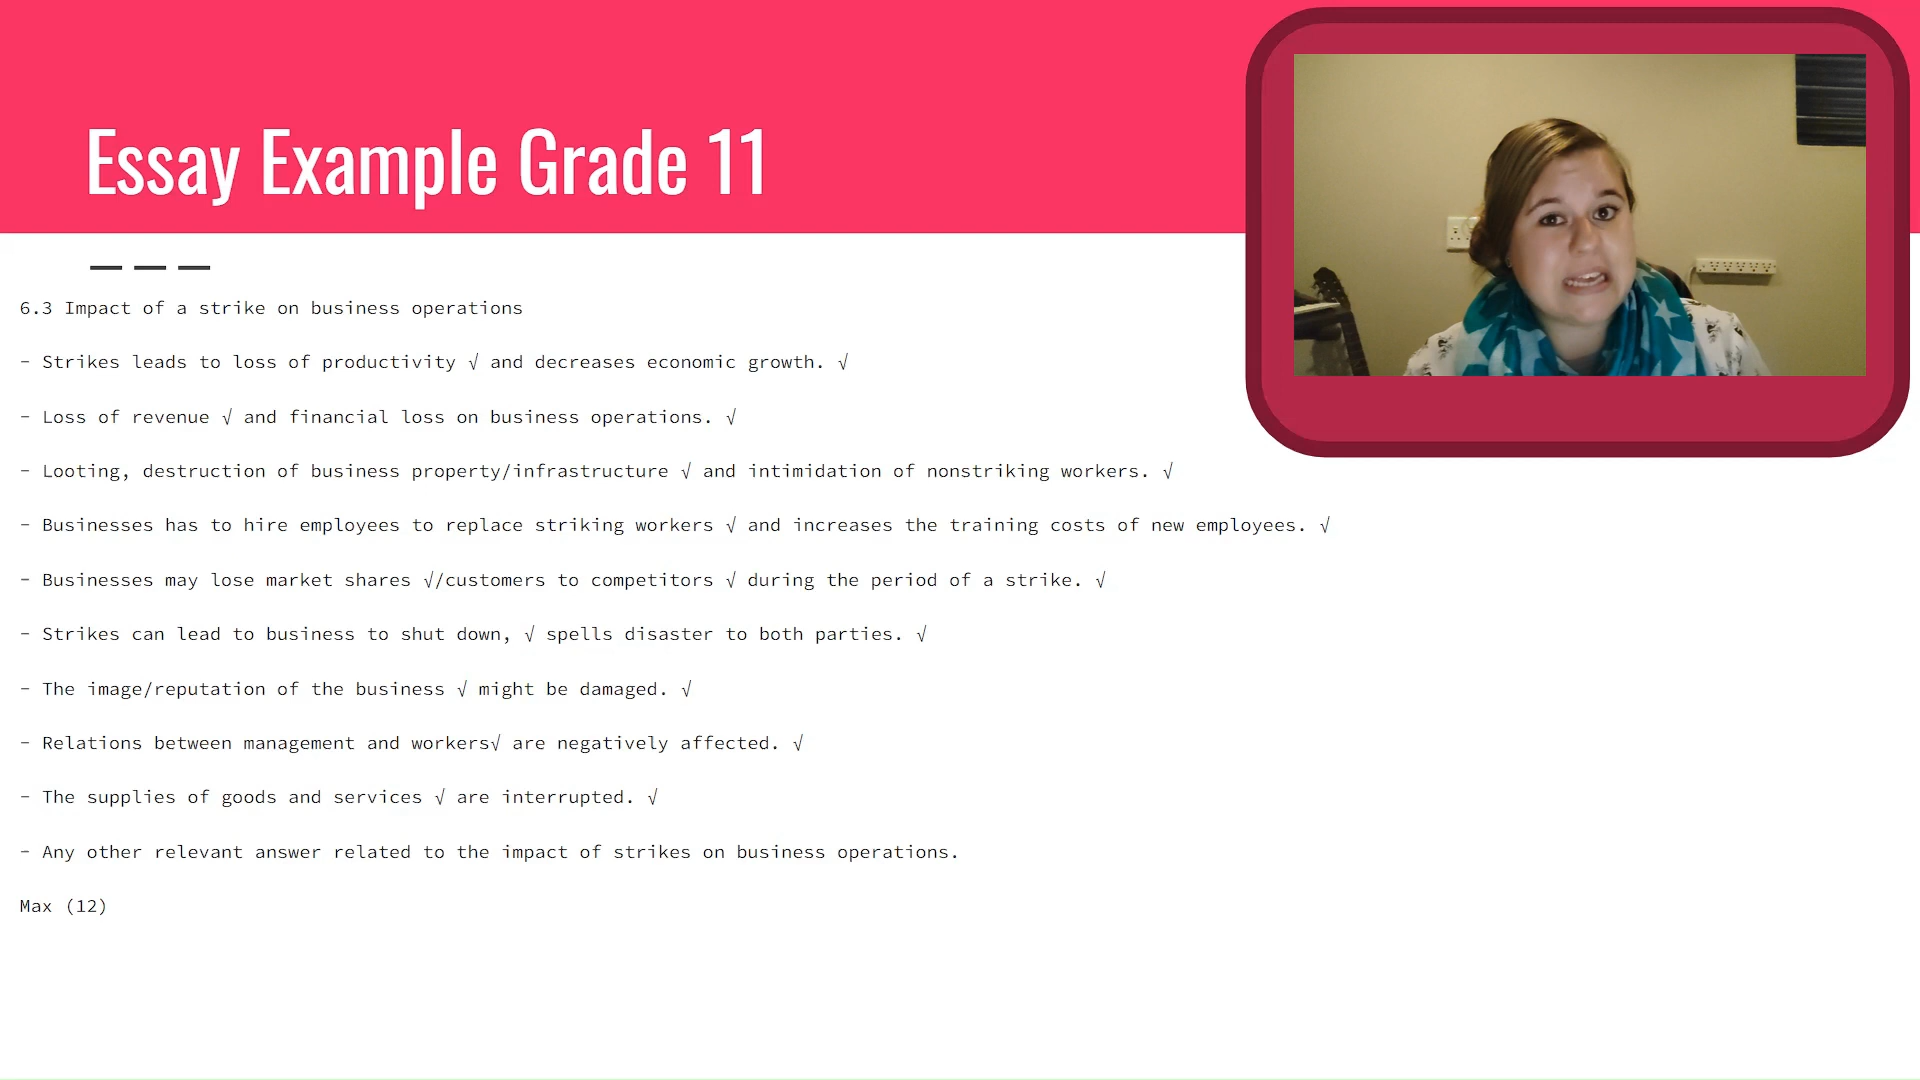 Essay Example Grade 11
6.3 Impact of a strike on business operations
- Strikes leads to loss of productivity √ and decreases economic growth. √
- Loss of revenue √ and financial loss on business operations. √
- Looting, destruction of business property/infrastructure √ and intimidation of nonstriking workers. √
- Businesses has to hire employees to replace striking workers √ and increases the training costs of new employees. √
- Businesses may lose market shares √/customers to competitors √ during the period of a strike. √
- Strikes can lead to business to shut down, √ spells disaster to both parties. √
- The image/reputation of the business √ might be damaged. √
- Relations between management and workers√ are negatively affected. √
- The supplies of goods and services √ are interrupted. √
- Any other relevant answer related to the impact of strikes on business operations.
Max (12)